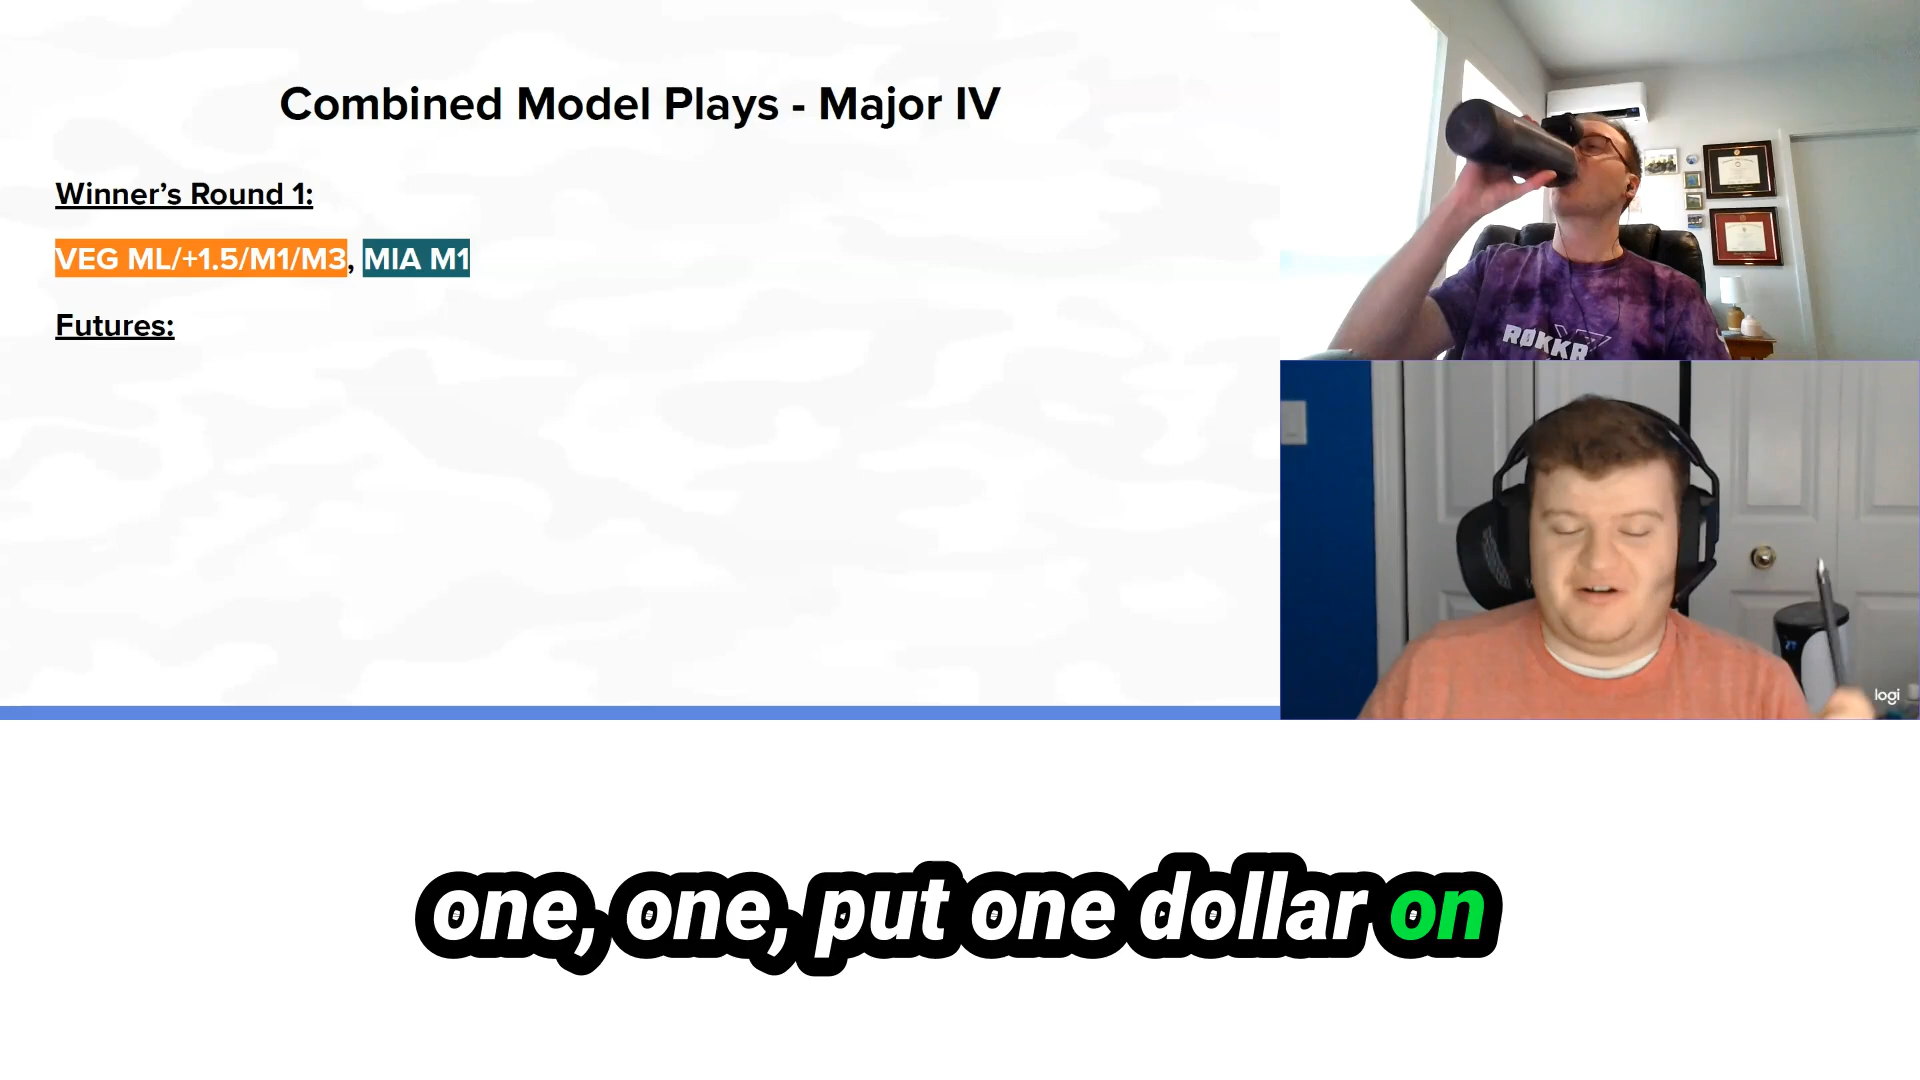 Combined Model Plays - Major IV
Winner's Round 1:
VEG ML/+1.5/M1/M3, MIA M1
Futures:
RØKKR
logi
one, one, put one dollar on